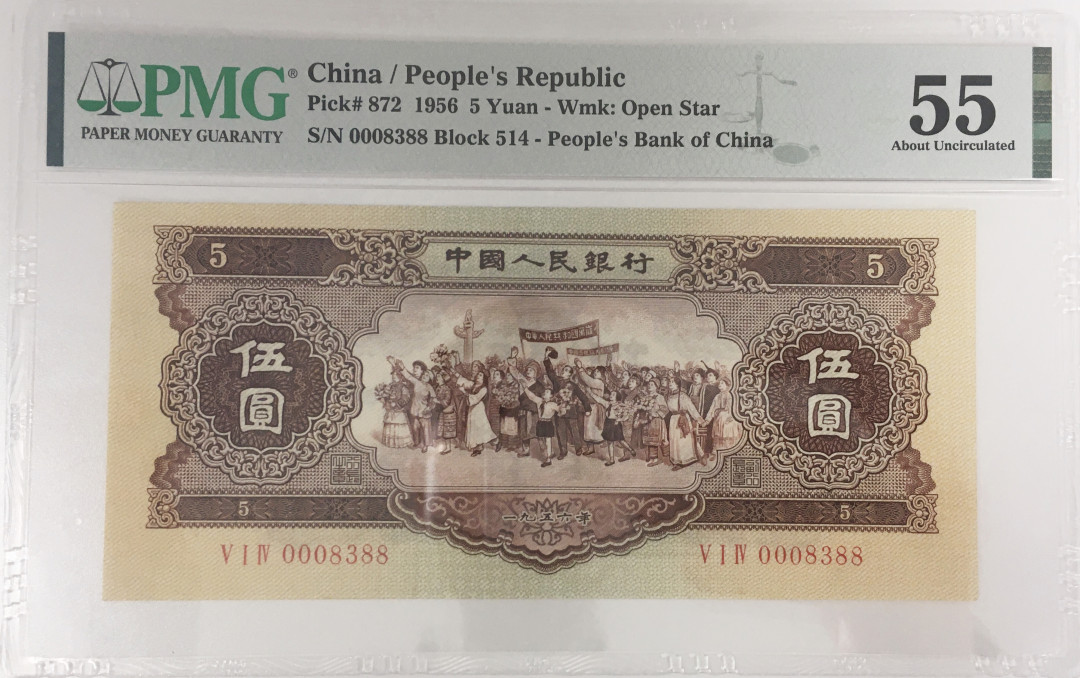 PMG®
PAPER MONEY GUARANTY
China / People's Republic
Pick# 872 1956 5 Yuan - Wmk: Open Star
S/N 0008388 Block 514 - People's Bank of China
55
About Uncirculated
5
中國人民銀行
5
伍圓
伍圓
5
一九五六年
5
V I IV 0008388
V I IV 0008388